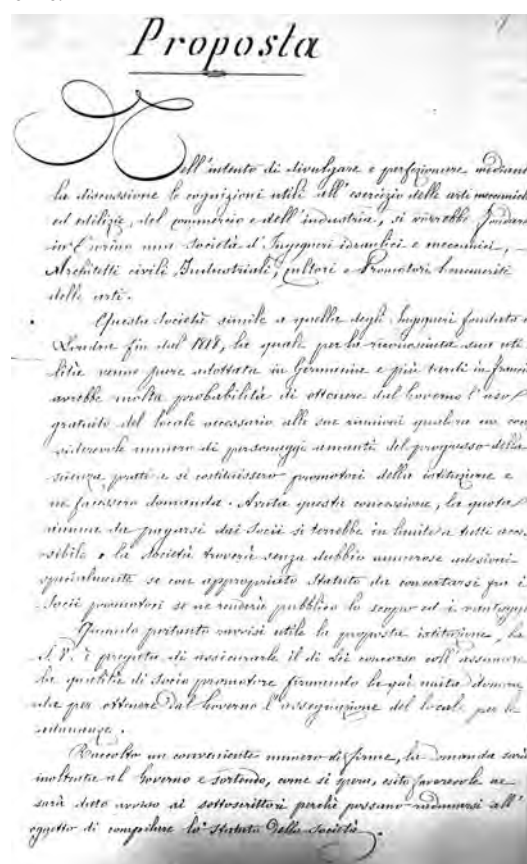 Proposta
Nell'intento di divulgare e perfezionare mediante
la discussione le cognizioni utili all'esercizio delle arti meccaniche
ed edilizie, del commercio e dell'industria, si vorrebbe fondare
in Torino una Società d'Ingegneri idraulici e meccanici,
Architetti civili, Industriali, cultori e Promotori benemeriti
delle arti.
Questa Società simile a quella degli Ingegneri fondata a
Londra fin dal 1818, la quale per la riconosciuta sua uti
lità venne pure adottata in Germania e più tardi in Francia
avrebbe molta probabilità di ottenere dal Governo l'uso
gratuito del locale necessario alle sue riunioni qualora un con
siderevole numero di personaggi amanti del progresso della
scienza pratica si costituissero promotori della istituzione e
ne facessero domanda. Avuta questa concessione, la quota
annua da pagarsi dai Socii si terrebbe in limite a tutti acces
sibile e la Società troverà senza dubbio numerose adesioni
specialmente se con appropriato Statuto da concertarsi fra i
Socii promotori se ne renderà pubblico lo scopo ed i vantaggi
Quando pertanto ravvisi utile la proposta istituzione, la
S. V. è pregata di assicurarle il di Lei concorso coll'assumere
la qualità di Socio promotore firmando la qui unita doman
da per ottenere dal Governo l'assegnazione del locale per le
adunanze.
Raccolto un conveniente numero di firme, la domanda sarà
inoltrata al Governo e sortendo, come si spera, esito favorevole ne
sarà dato avviso ai sottoscrittori perchè possano radunarsi all'
oggetto di compilare lo Statuto della Società.